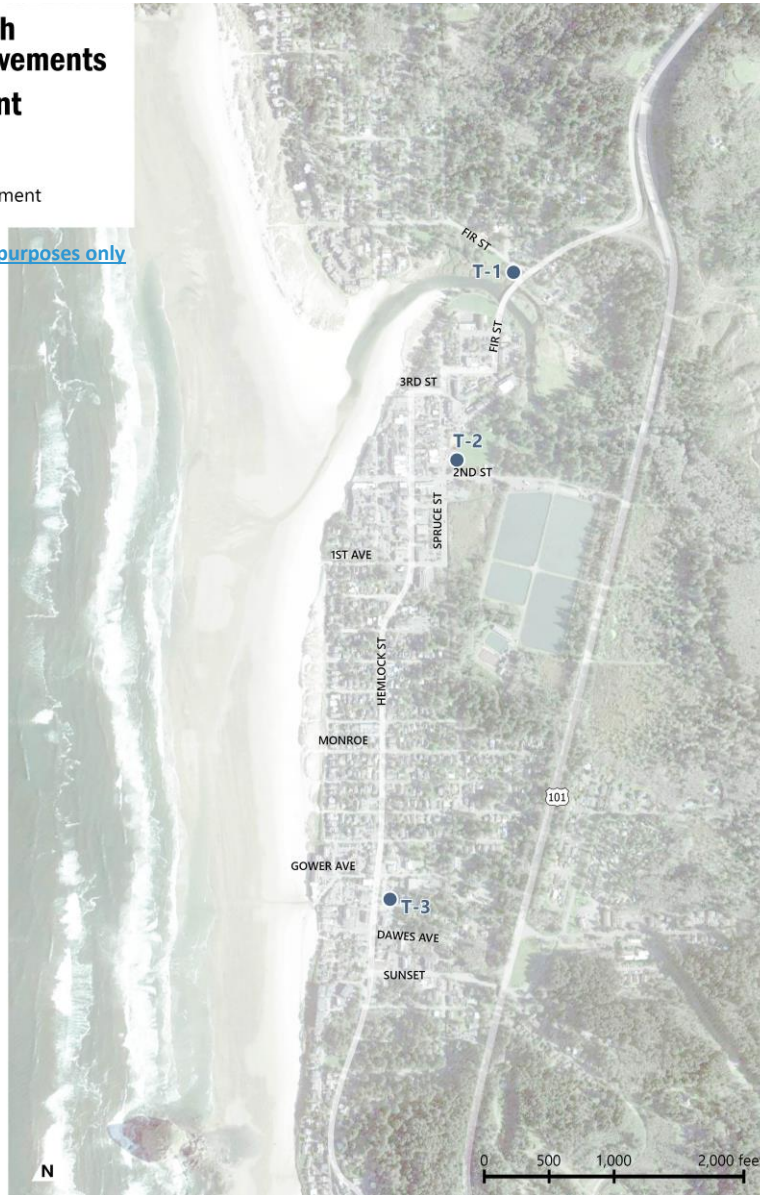 h
vements
nt
ment
purposes only
FIR ST
T-1
FIR ST
3RD ST
T-2
2ND ST
SPRUCE ST
1ST AVE
HEMLOCK ST
MONROE
101
GOWER AVE
T-3
DAWES AVE
SUNSET
N
0 500 1,000 2,000 fee